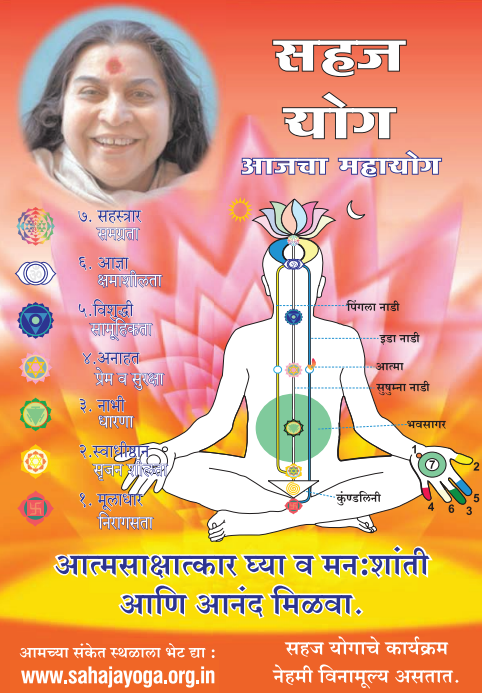 सहज
योग
आजचा महायोग
७. सहस्त्रार
समग्रता
६. आज्ञा
क्षमाशीलता
५.विशुद्धी
सामूहिकता
४.अनाहत
प्रेम व सुरक्षा
३. नाभी
धारणा
२.स्वाधीष्ठान
सृजन शीलता
१. मूलाधार
निरागसता
पिंगला नाडी
इडा नाडी
आत्मा
सुषुम्ना नाडी
भवसागर
कुंण्डलिनी
1
7
2
5
3
6
4
आत्मसाक्षात्कार घ्या व मन:शांती
आणि आनंद मिळवा.
आमच्या संकेत स्थळाला भेट द्या :
www.sahajayoga.org.in
सहज योगाचे कार्यक्रम
नेहमी विनामूल्य असतात.